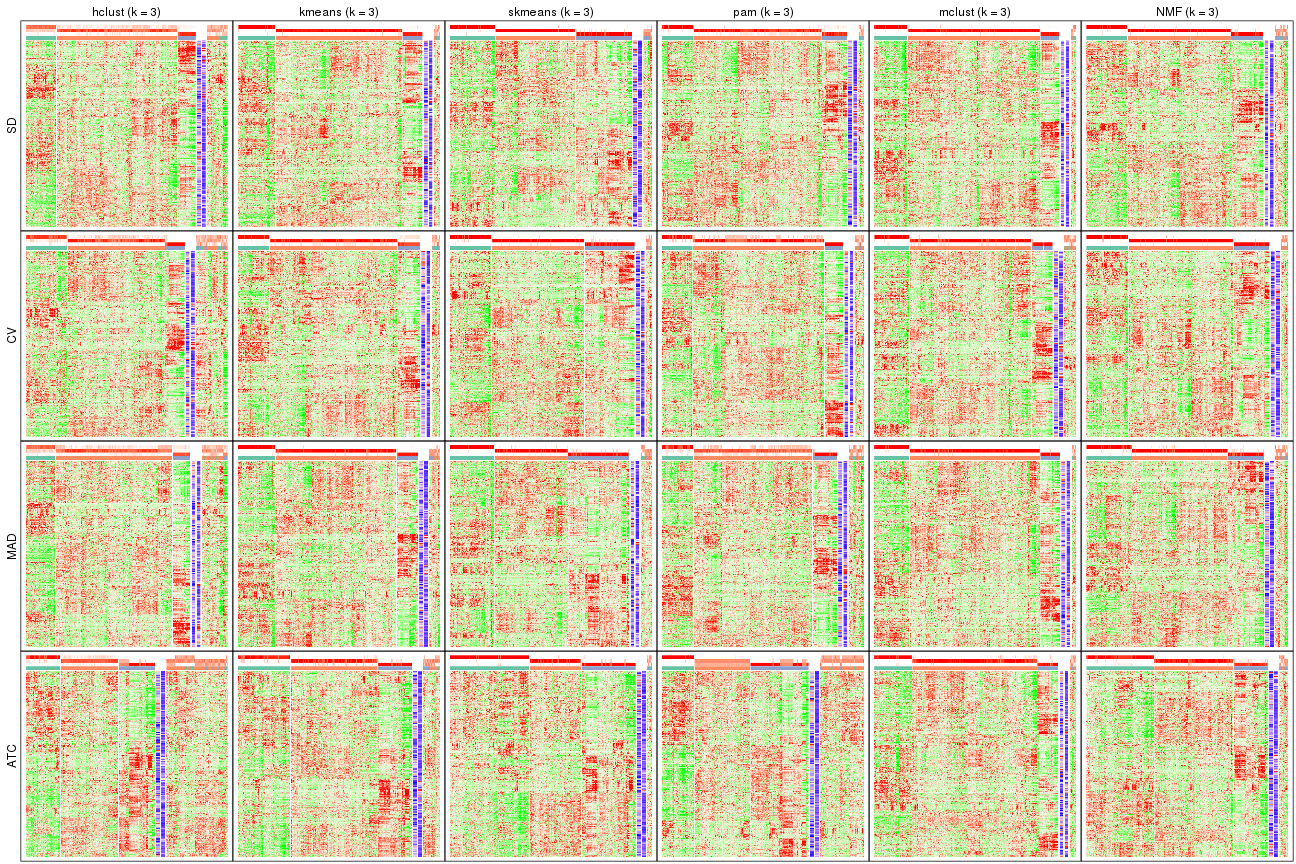 hclust (k = 3) kmeans (k = 3) skmeans (k = 3) pam (k = 3) mclust (k = 3) NMF (k = 3)
SD
CV
MAD
ATC